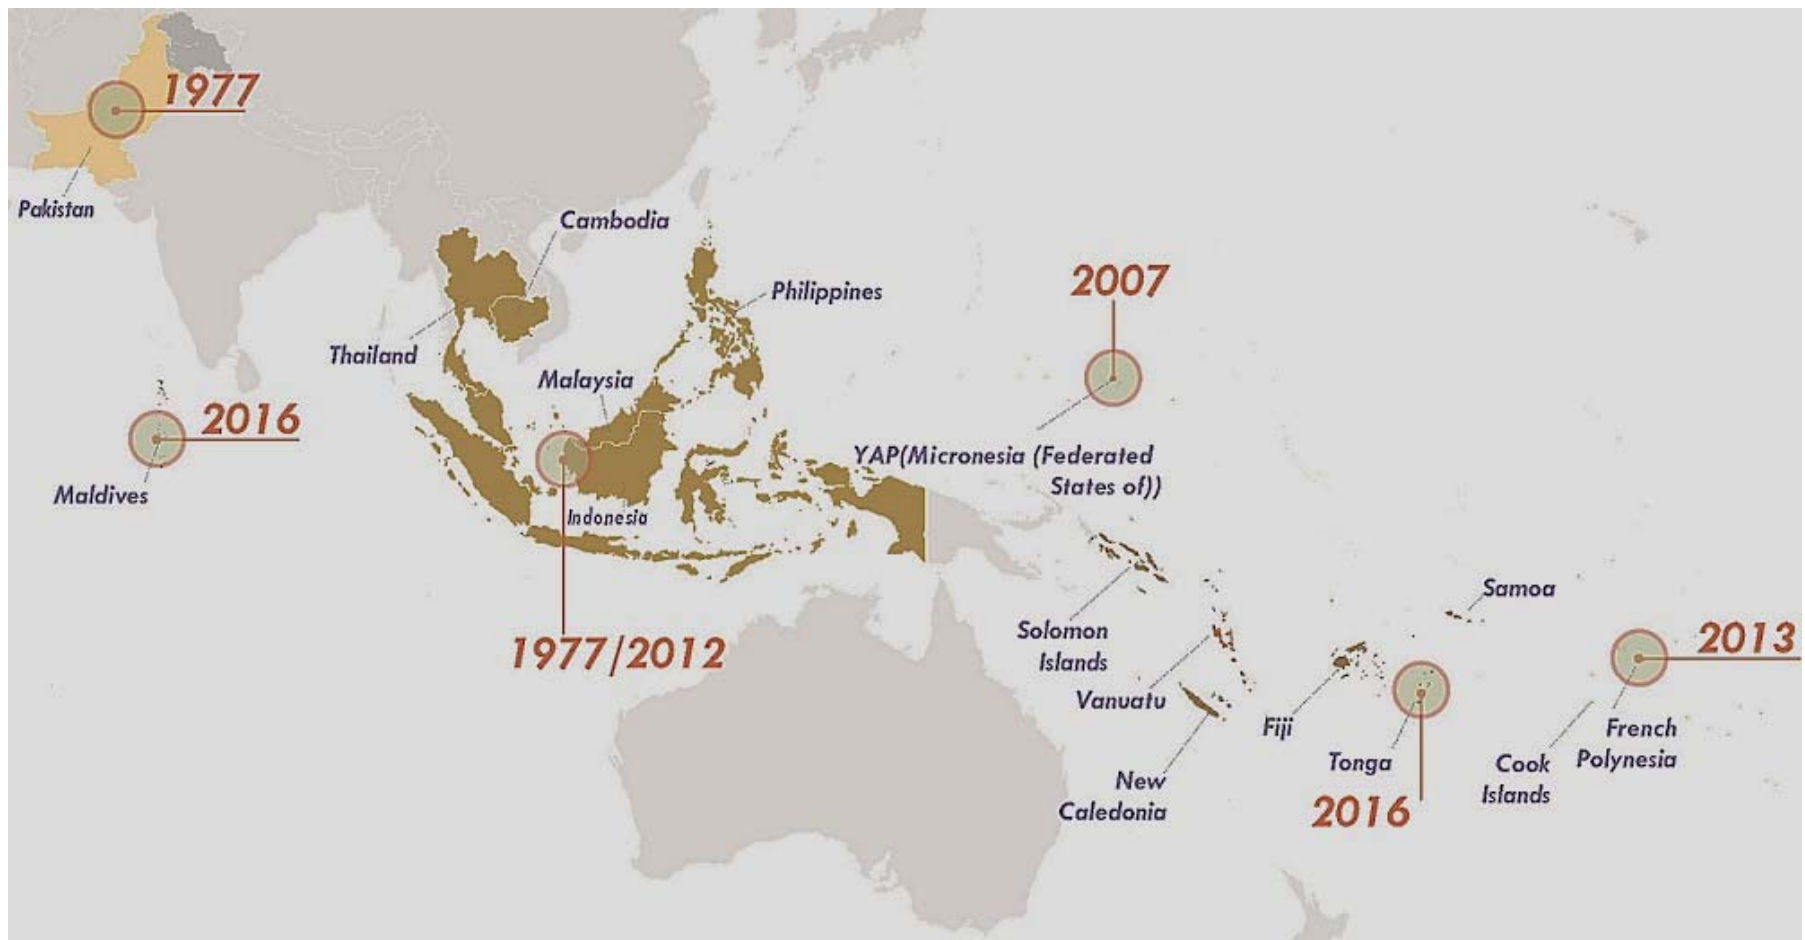 1977
Pakistan
Cambodia
2007
Philippines
Thailand
Malaysia
2016
YAP(Micronesia (Federated
States of))
Maldives
Indonesia
Samoa
Solomon
Islands
1977/2012
2013
Vanuatu
Fiji
French
Polynesia
Tonga
Cook
Islands
New
Caledonia
2016